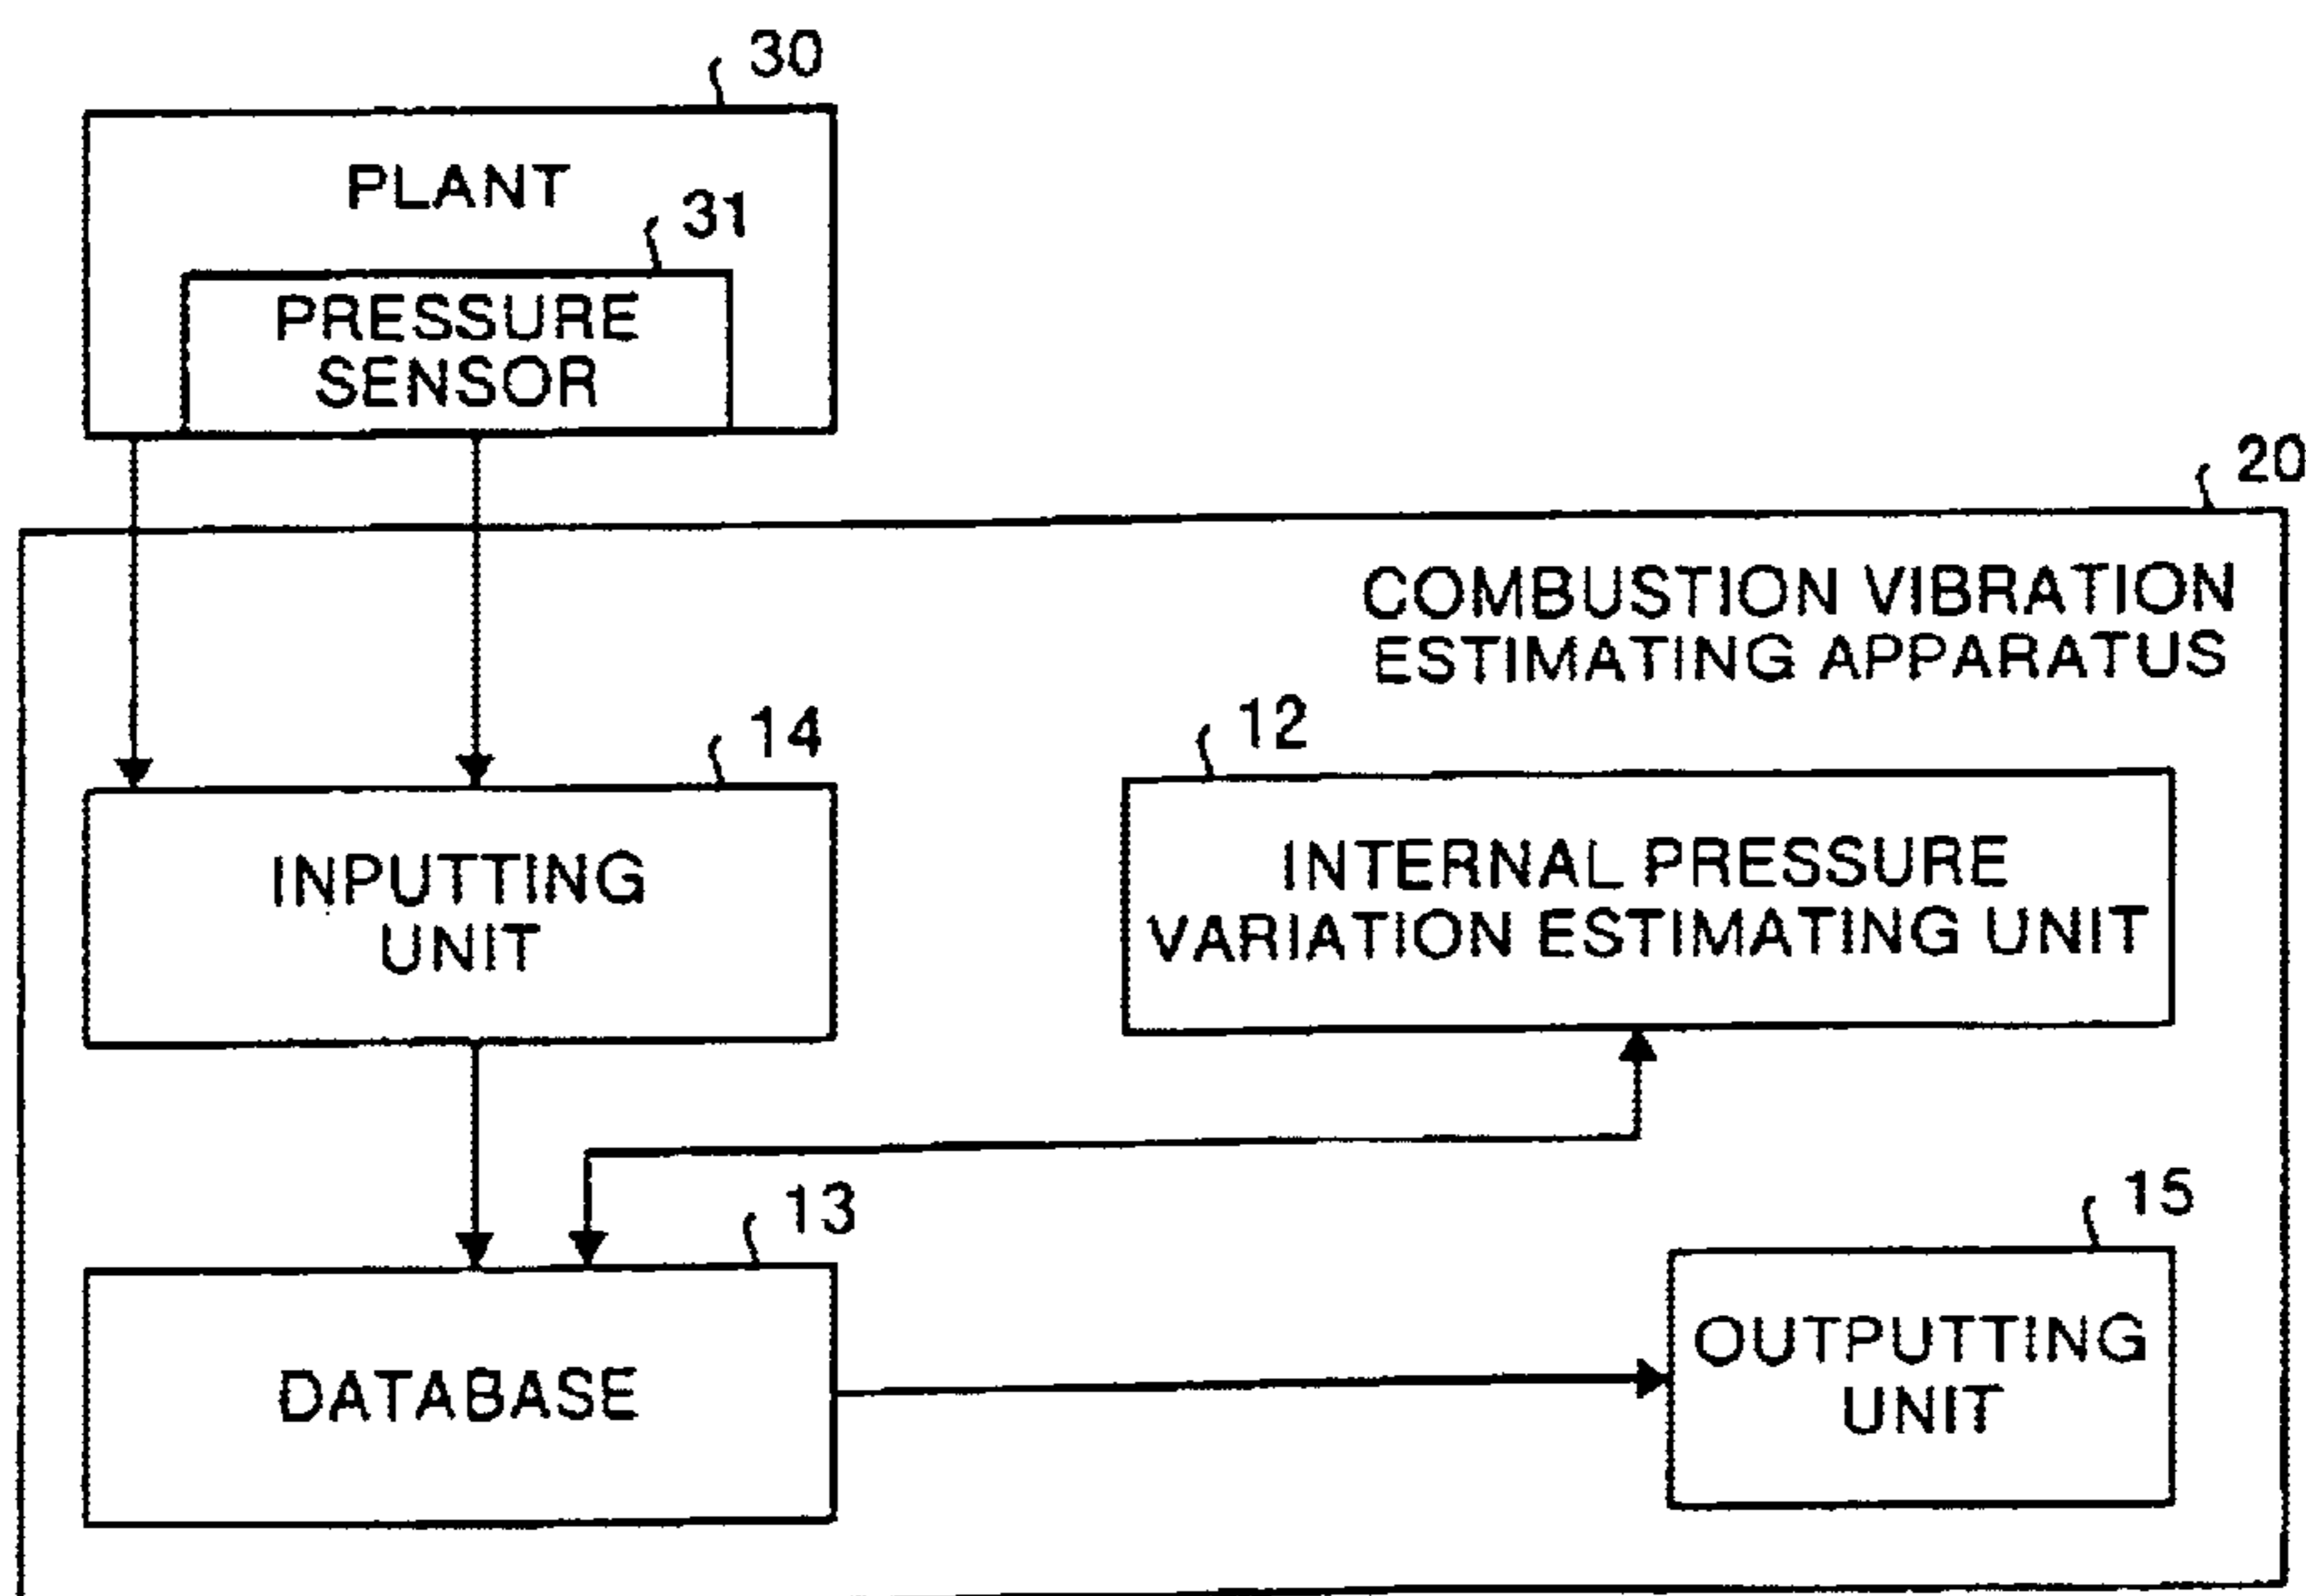 30
PLANT
31
PRESSURE
SENSOR
20
COMBUSTION VIBRATION
ESTIMATING APPARATUS
14
12
INPUTTING
UNIT
INTERNAL PRESSURE
VARIATION ESTIMATING UNIT
13
15
DATABASE
OUTPUTTING
UNIT